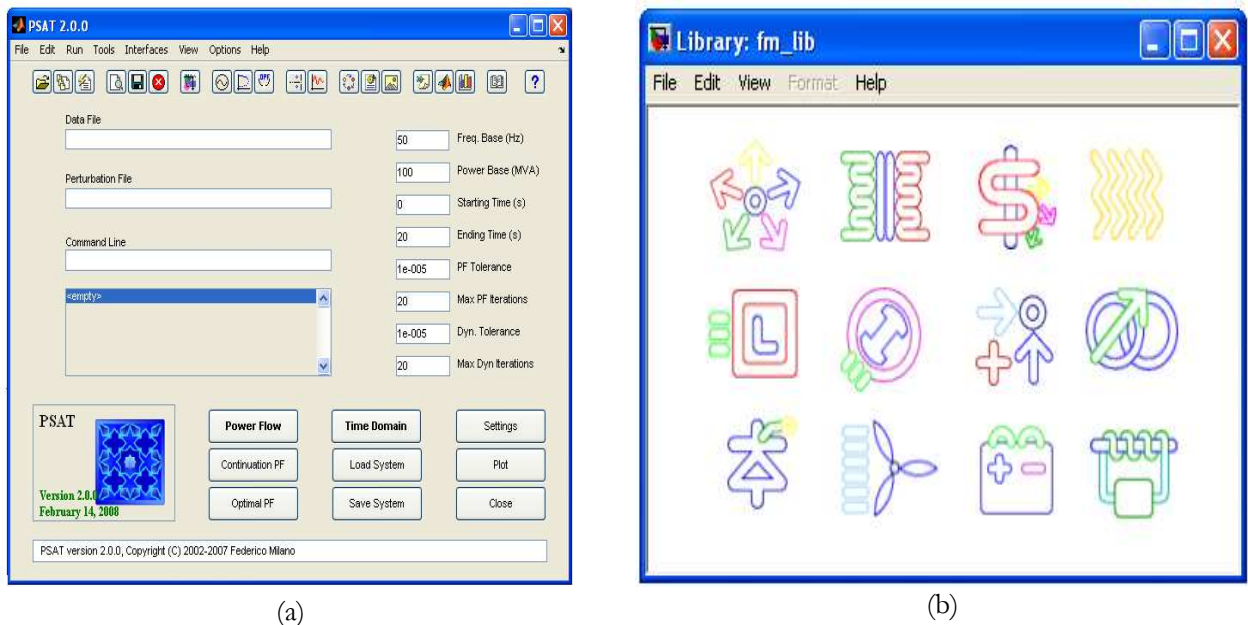 PSAT 2.0.0
File Edit Run Tools Interfaces View Options Help
OPF
?
Data File
50 Freq. Base (Hz)
100 Power Base (MVA)
Perturbation File
0 Starting Time (s)
20 Ending Time (s)
Command Line
1e-005 PF Tolerance
<empty>
20 Max PF Iterations
1e-005 Dyn. Tolerance
20 Max Dyn Iterations
PSAT
Power Flow Time Domain Settings
Continuation PF Load System Plot
Version 2.0.0
Optimal PF Save System Close
February 14, 2008
PSAT version 2.0.0, Copyright (C) 2002-2007 Federico Milano
(a)
Library: fm_lib
File Edit View Format Help
(b)